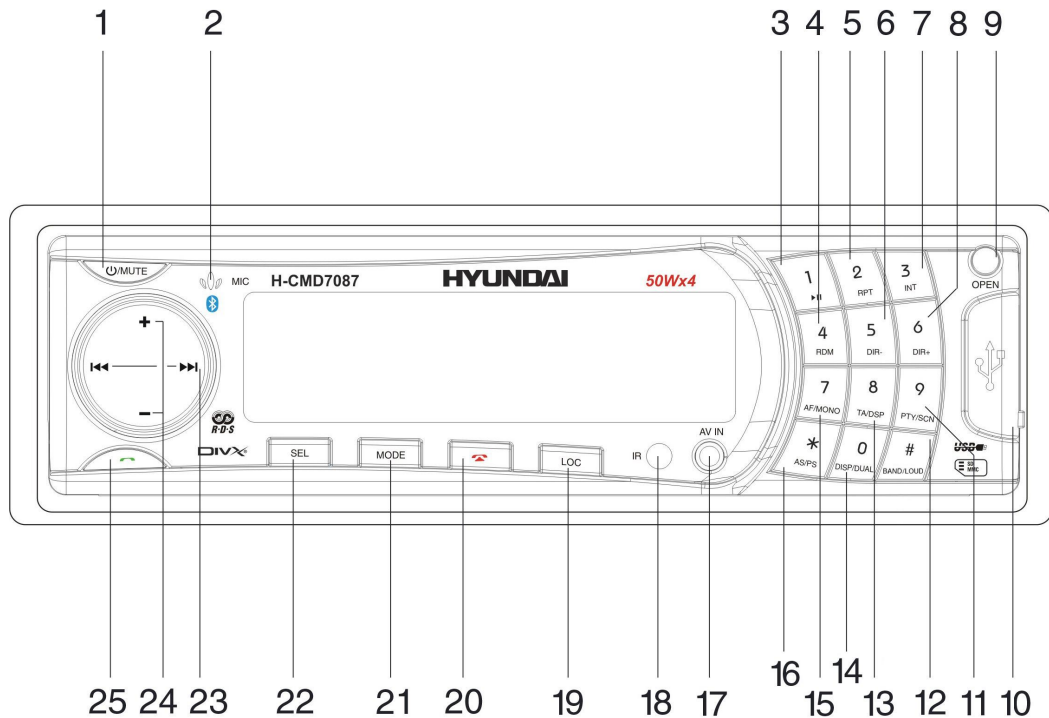 1 2 3 4 5 6 7 8 9
/MUTE
MIC H-CMD7087 HYUNDAI 50Wx4
OPEN
1 2 RPT 3 INT
4 RDM 5 DIR- 6 DIR+
7 AF/MONO 8 TA/DSP 9 PTY/SCN
* AS/PS 0 DISP/DUAL # BAND/LOUD
+
-
R·D·S
DIVX
SEL MODE LOC
IR AV IN
USB
SD
MMC
25 24 23 22 21 20 19 18 17 16 15 14 13 12 11 10